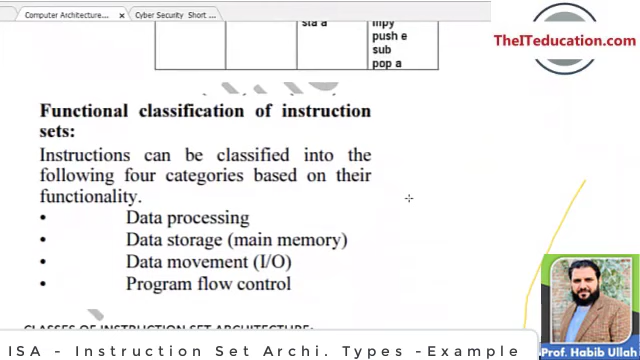 Computer Architecture... x
Cyber Security Short ...
TheITeducation.com
sta a
mpy
push e
sub
pop a
Functional classification of instruction
sets:
Instructions can be classified into the
following four categories based on their
functionality.
• Data processing
• Data storage (main memory)
• Data movement (I/O)
• Program flow control
CLASSES OF INSTRUCTION SET ARCHITECTURE:
ISA - Instruction Set Archi. Types -Example
Prof. Habib Ullah